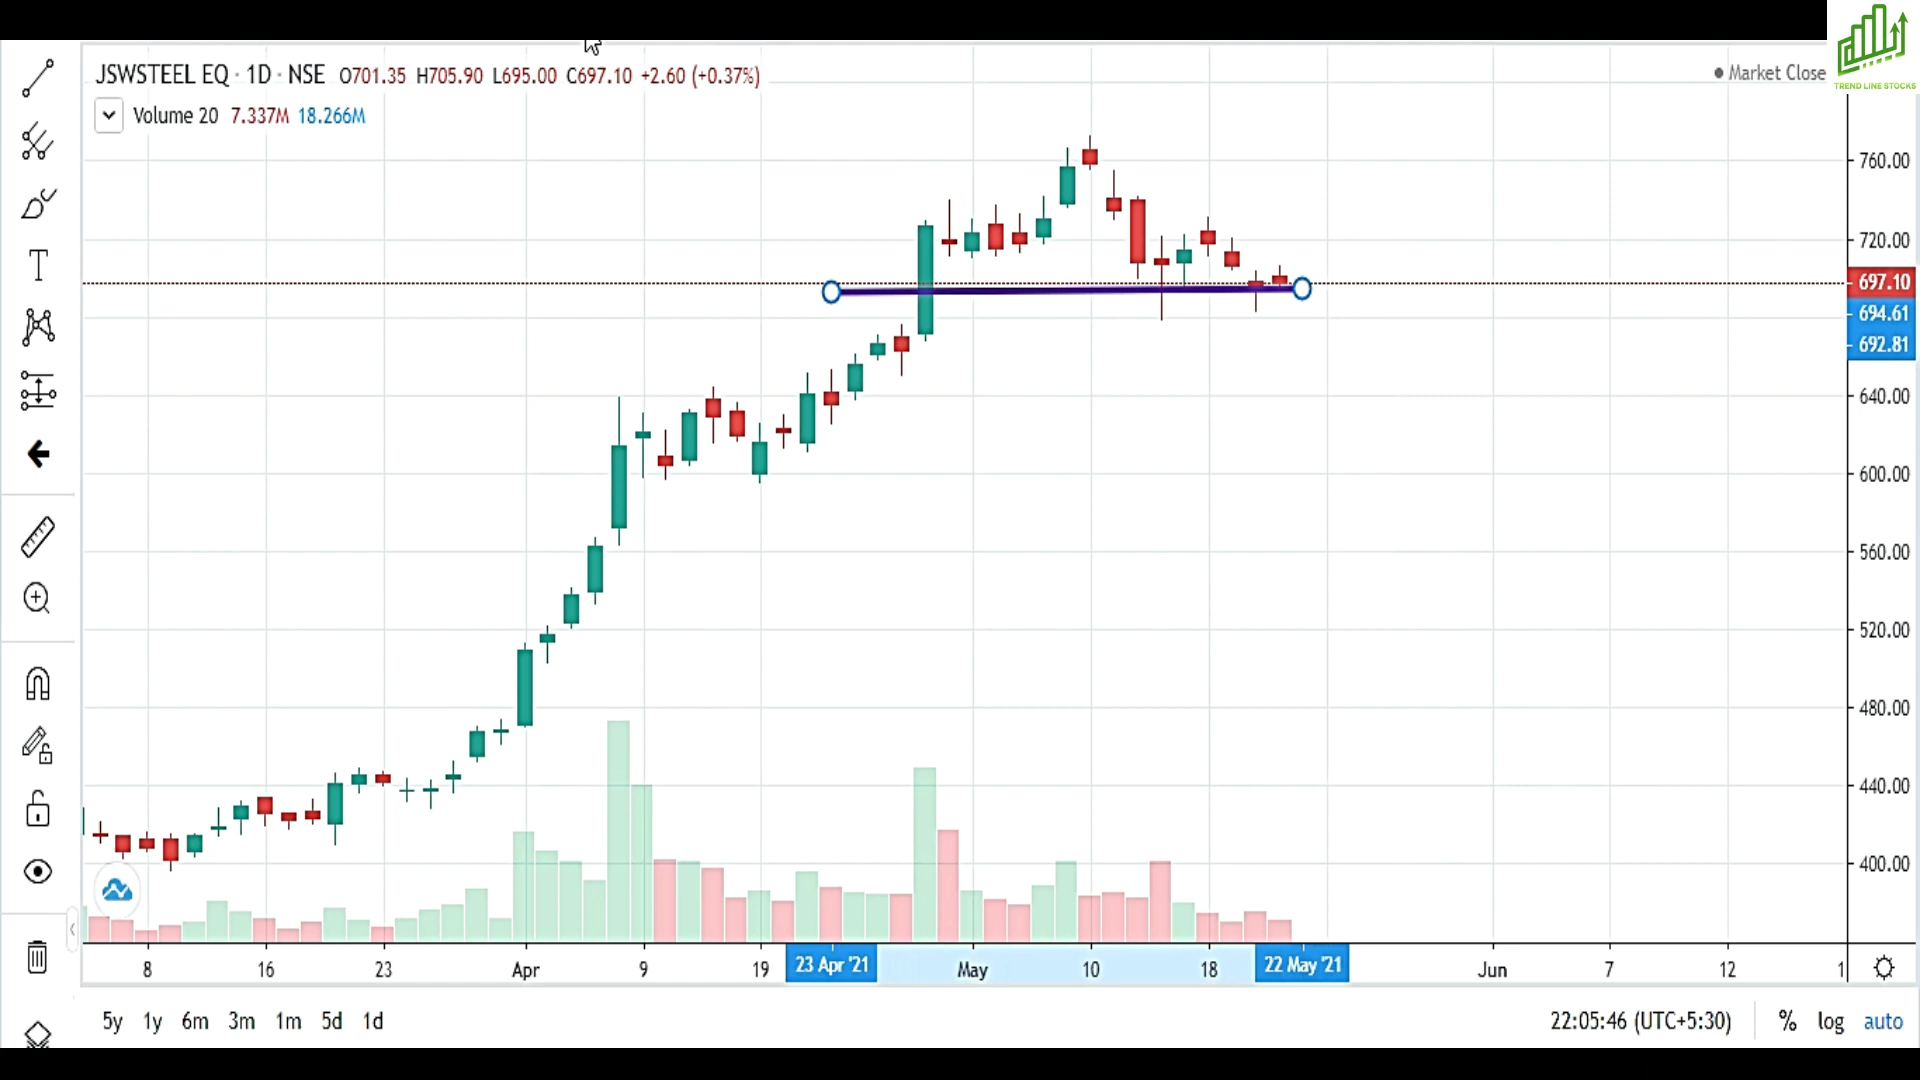 JSWSTEEL EQ · 1D · NSE O701.35 H705.90 L695.00 C697.10 +2.60 (+0.37%)
Market Close
TREND LINE STOCKS
Volume 20 7.337M 18.266M
T
760.00
720.00
697.10
694.61
692.81
640.00
600.00
560.00
520.00
480.00
440.00
400.00
8 16 23 Apr 9 19 23 Apr '21 May 10 18 22 May '21 Jun 7 12 1
5y 1y 6m 3m 1m 5d 1d 22:05:46 (UTC+5:30) % log auto